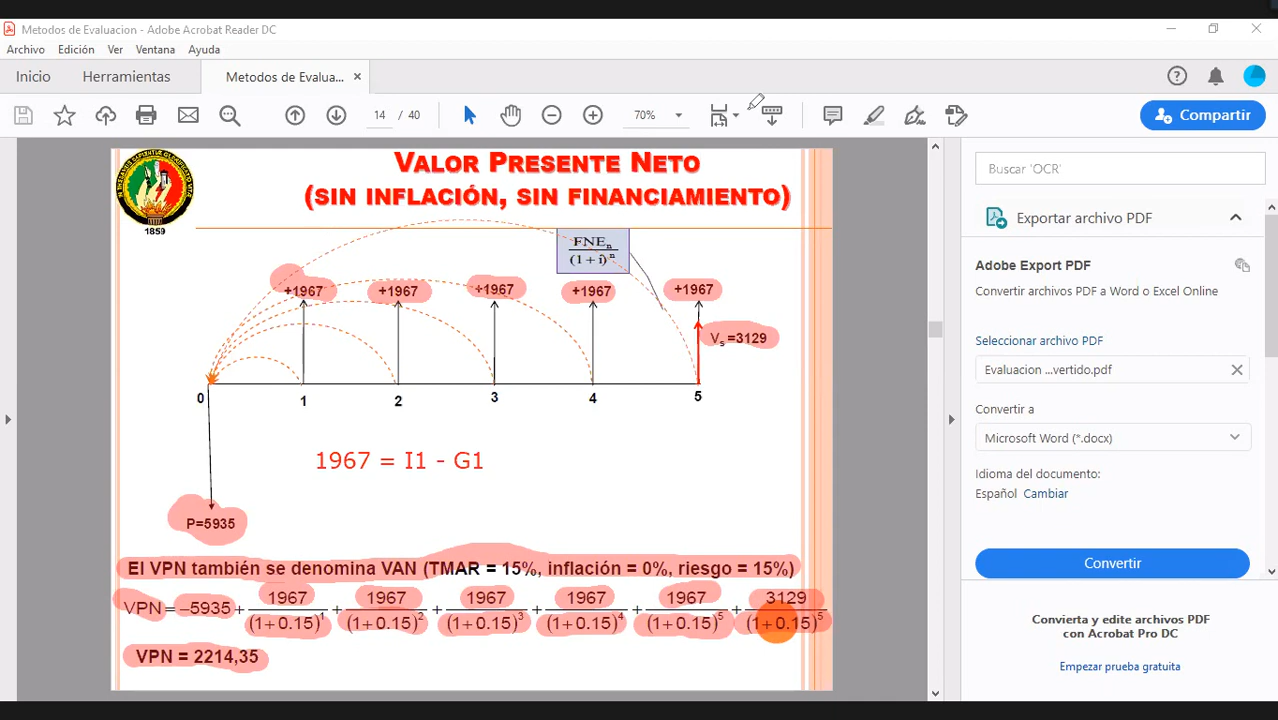 Metodos de Evaluacion - Adobe Acrobat Reader DC
Archivo Edición Ver Ventana Ayuda
Inicio Herramientas Metodos de Evalua... ×
14 / 40 70% Compartir
VALOR PRESENTE NETO
(SIN INFLACIÓN, SIN FINANCIAMIENTO)
1859
FNEn
(1 + i)^n
+1967 +1967 +1967 +1967 +1967
Vs =3129
0 1 2 3 4 5
1967 = I1 - G1
P=5935
El VPN también se denomina VAN (TMAR = 15%, inflación = 0%, riesgo = 15%)
VPN = −5935 + 1967/(1+0.15)^1 + 1967/(1+0.15)^2 + 1967/(1+0.15)^3 + 1967/(1+0.15)^4 + 1967/(1+0.15)^5 + 3129/(1+0.15)^5
VPN = 2214,35
Buscar 'OCR'
Exportar archivo PDF
Adobe Export PDF
Convertir archivos PDF a Word o Excel Online
Seleccionar archivo PDF
Evaluacion ...vertido.pdf
Convertir a
Microsoft Word (*.docx)
Idioma del documento:
Español Cambiar
Convertir
Convierta y edite archivos PDF
con Acrobat Pro DC
Empezar prueba gratuita